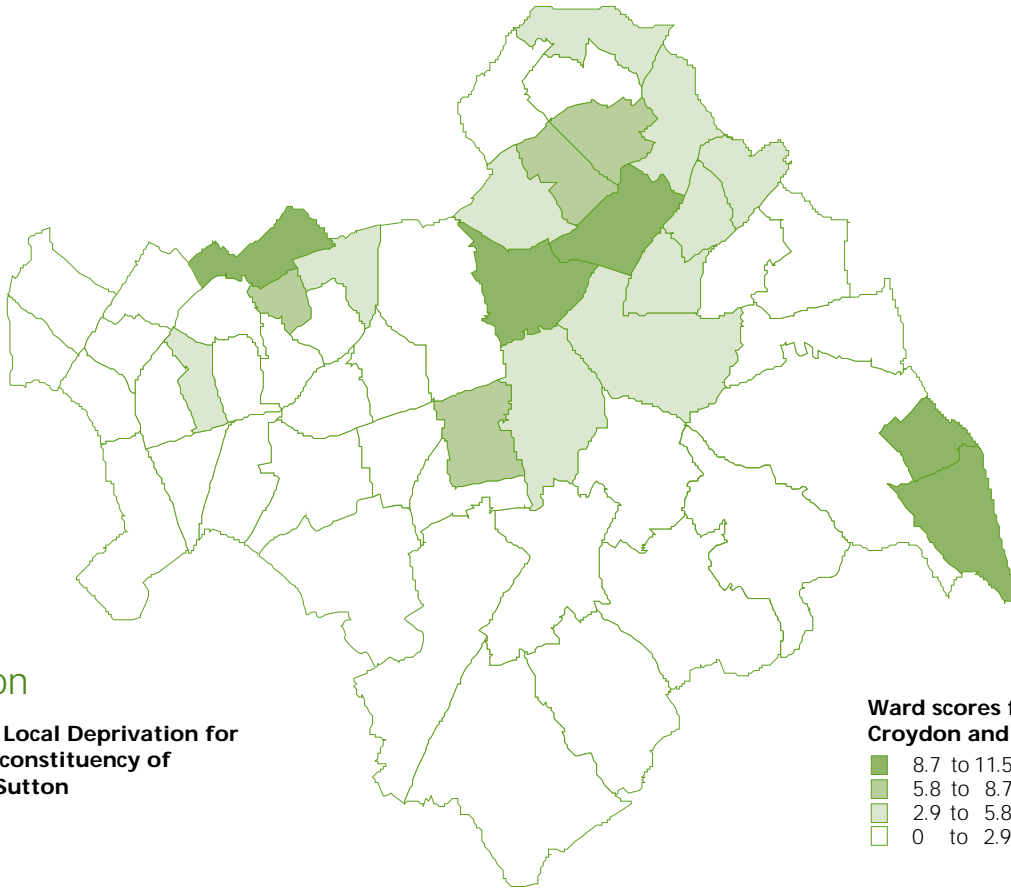 on
Local Deprivation for
constituency of
Sutton
Ward scores f
Croydon and
8.7 to 11.5
5.8 to 8.7
2.9 to 5.8
0 to 2.9